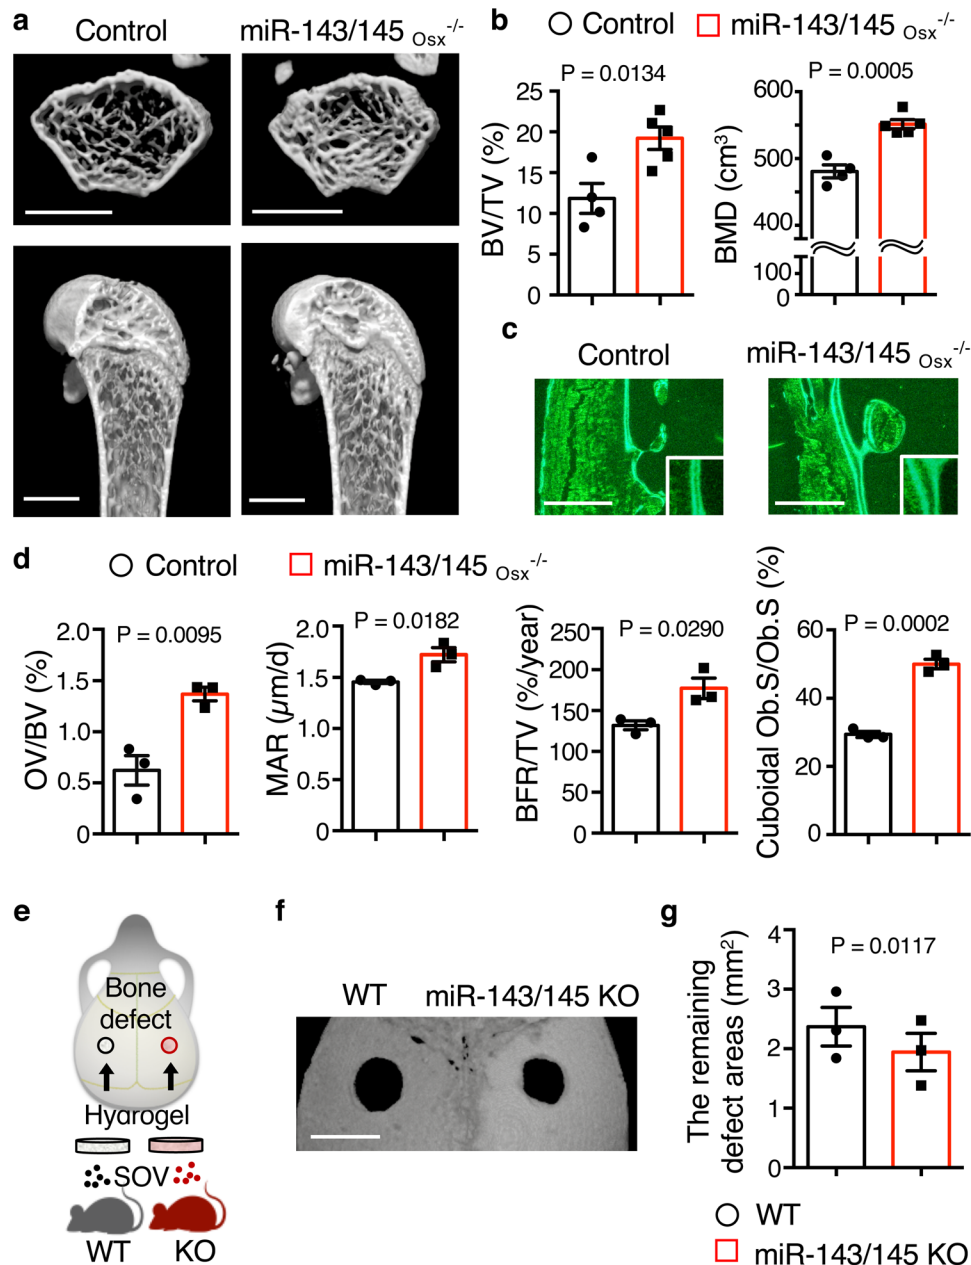 a
Control
miR-143/145 Osx-/-
b
Control
miR-143/145 Osx-/-
P = 0.0134
BV/TV (%)
25
20
15
10
5
0
P = 0.0005
BMD (cm3)
600
500
400
100
0
c
Control
miR-143/145 Osx-/-
d
Control
miR-143/145 Osx-/-
P = 0.0095
OV/BV (%)
2.0
1.5
1.0
0.5
0
P = 0.0182
MAR (µm/d)
2.0
1.5
1.0
0.5
0
P = 0.0290
BFR/TV (%/year)
250
200
150
100
50
0
P = 0.0002
Cuboidal Ob.S/Ob.S (%)
60
40
20
0
e
Bone
defect
Hydrogel
SOV
WT
KO
f
WT
miR-143/145 KO
g
P = 0.0117
The remaining
defect areas (mm2)
4
3
2
1
0
WT
miR-143/145 KO